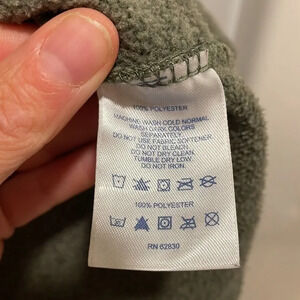 100% POLYESTER
MACHINE WASH COLD NORMAL
WASH DARK COLORS
SEPARATELY.
DO NOT USE FABRIC SOFTENER.
DO NOT BLEACH.
DO NOT DRY CLEAN.
TUMBLE DRY LOW.
DO NOT IRON.
100% POLYESTER
RN 62830